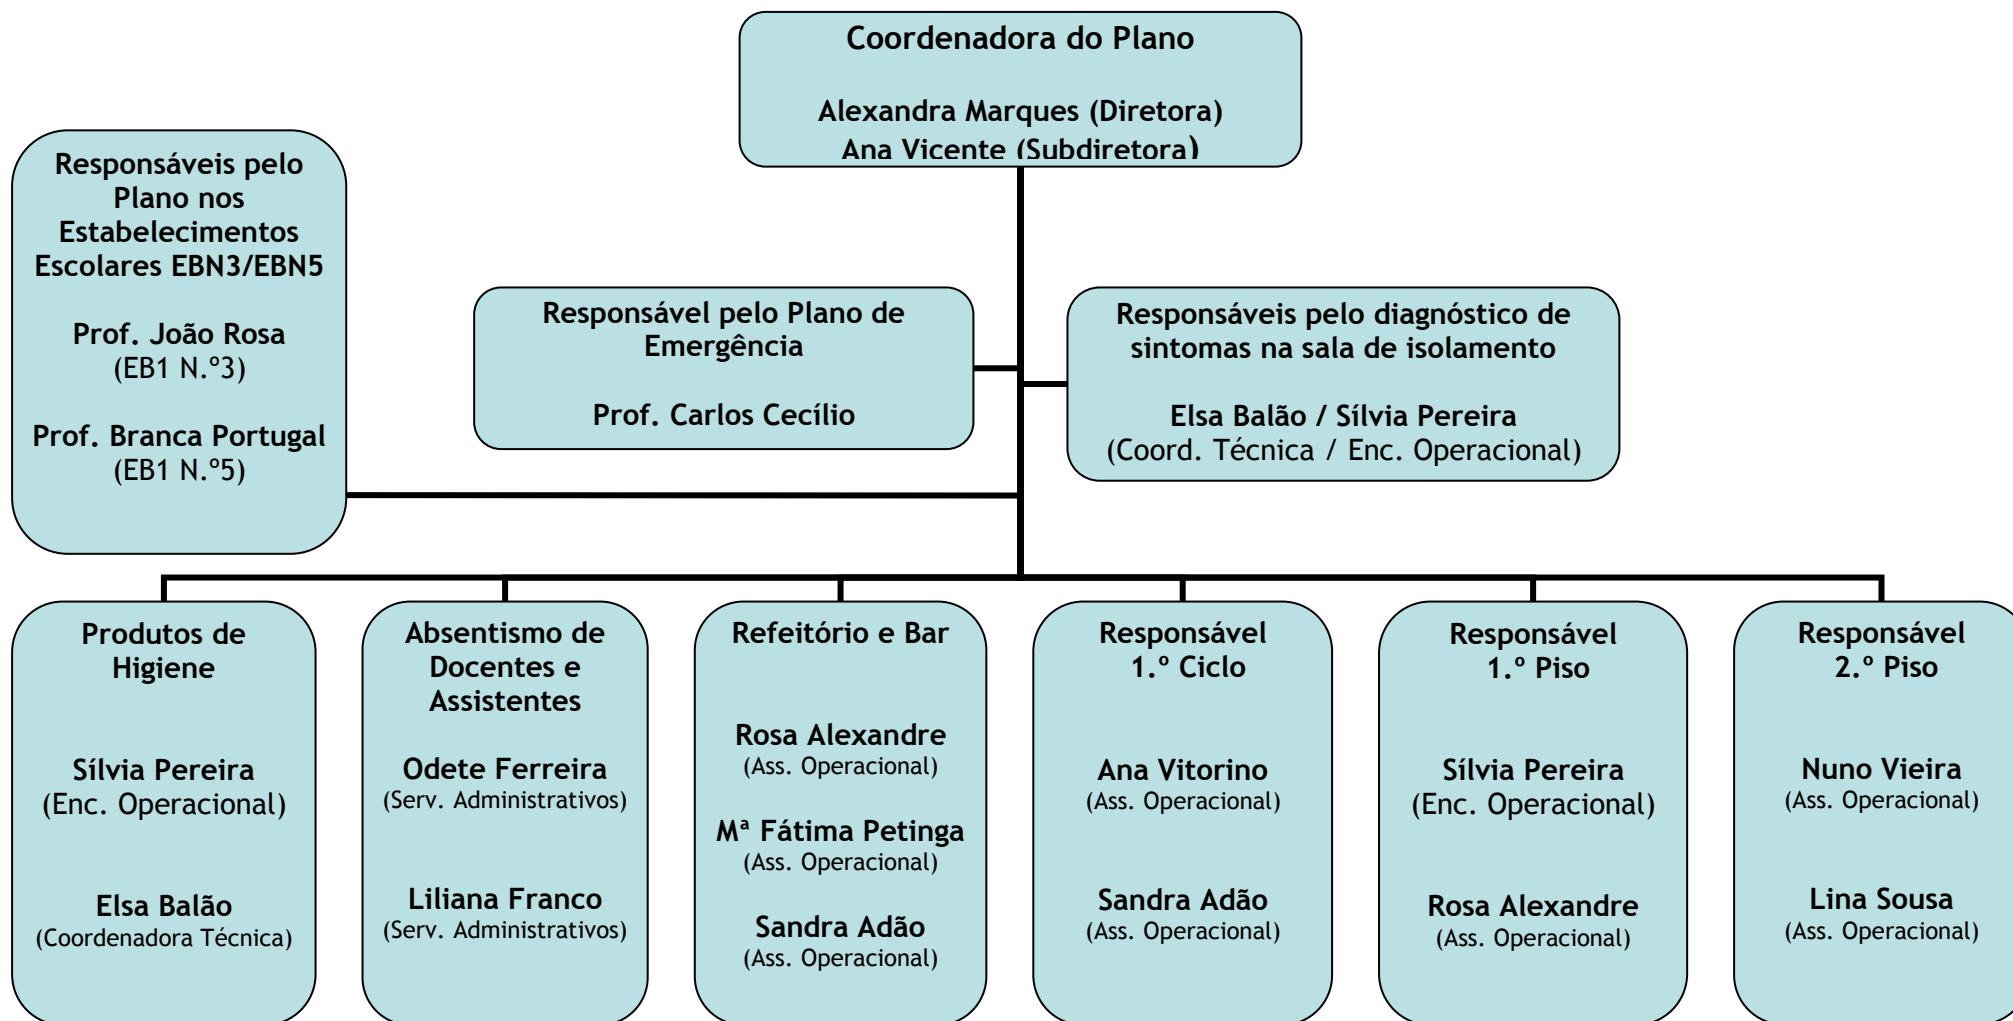 Coordenadora do Plano
Alexandra Marques (Diretora)
Ana Vicente (Subdiretora)
Responsáveis pelo
Plano nos
Estabelecimentos
Escolares EBN3/EBN5
Prof. João Rosa
(EB1 N.º3)
Prof. Branca Portugal
(EB1 N.º5)
Responsável pelo Plano de
Emergência
Prof. Carlos Cecílio
Responsáveis pelo diagnóstico de
sintomas na sala de isolamento
Elsa Balão / Sílvia Pereira
(Coord. Técnica / Enc. Operacional)
Produtos de
Higiene
Sílvia Pereira
(Enc. Operacional)
Elsa Balão
(Coordenadora Técnica)
Absentismo de
Docentes e
Assistentes
Odete Ferreira
(Serv. Administrativos)
Liliana Franco
(Serv. Administrativos)
Refeitório e Bar
Rosa Alexandre
(Ass. Operacional)
Mª Fátima Petinga
(Ass. Operacional)
Sandra Adão
(Ass. Operacional)
Responsável
1.º Ciclo
Ana Vitorino
(Ass. Operacional)
Sandra Adão
(Ass. Operacional)
Responsável
1.º Piso
Sílvia Pereira
(Enc. Operacional)
Rosa Alexandre
(Ass. Operacional)
Responsável
2.º Piso
Nuno Vieira
(Ass. Operacional)
Lina Sousa
(Ass. Operacional)